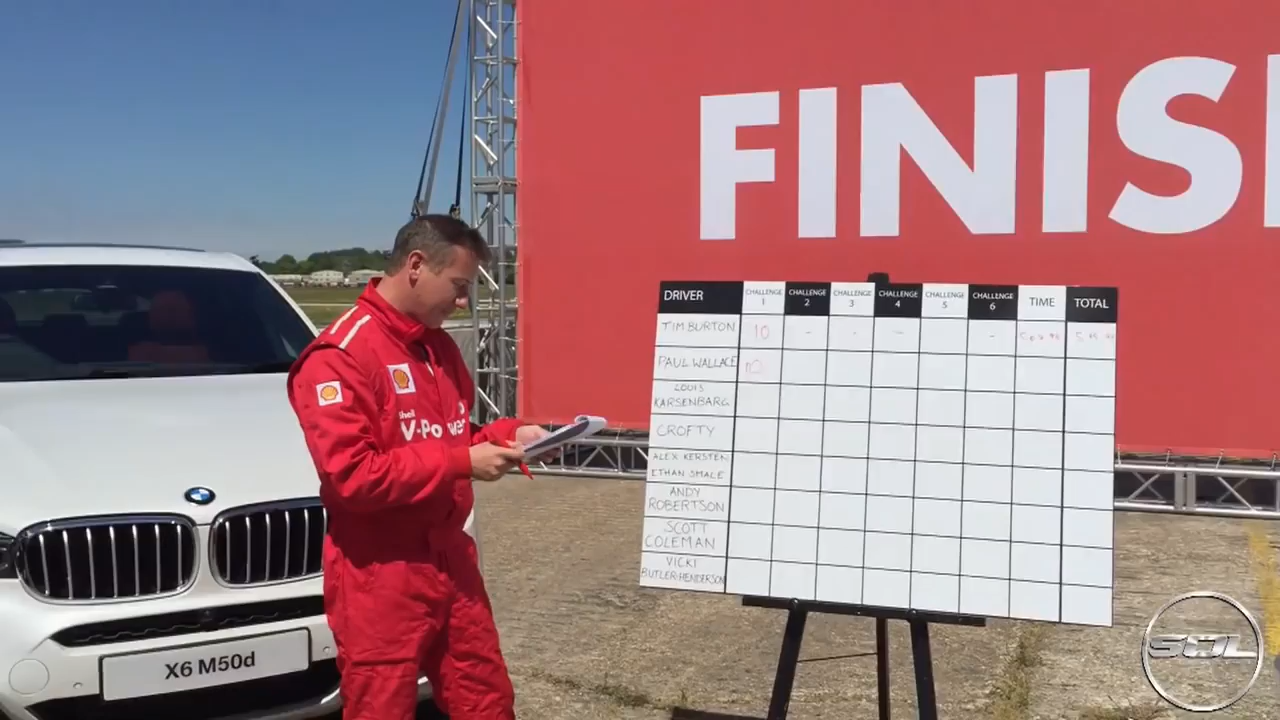 FINIS
DRIVER CHALLENGE 1 CHALLENGE 2 CHALLENGE 3 CHALLENGE 4 CHALLENGE 5 CHALLENGE 6 TIME TOTAL
TIM BURTON 10 - - - -
PAUL WALLACE 10
LOUIS
KARSENBARG
CROFTY
ALEX KERSTEN
ETHAN SMALE
ANDY
ROBERTSON
SCOTT
COLEMAN
VICKI
BUTLER-HENDERSON
Shell
V-Power
X6 M50d
SOL